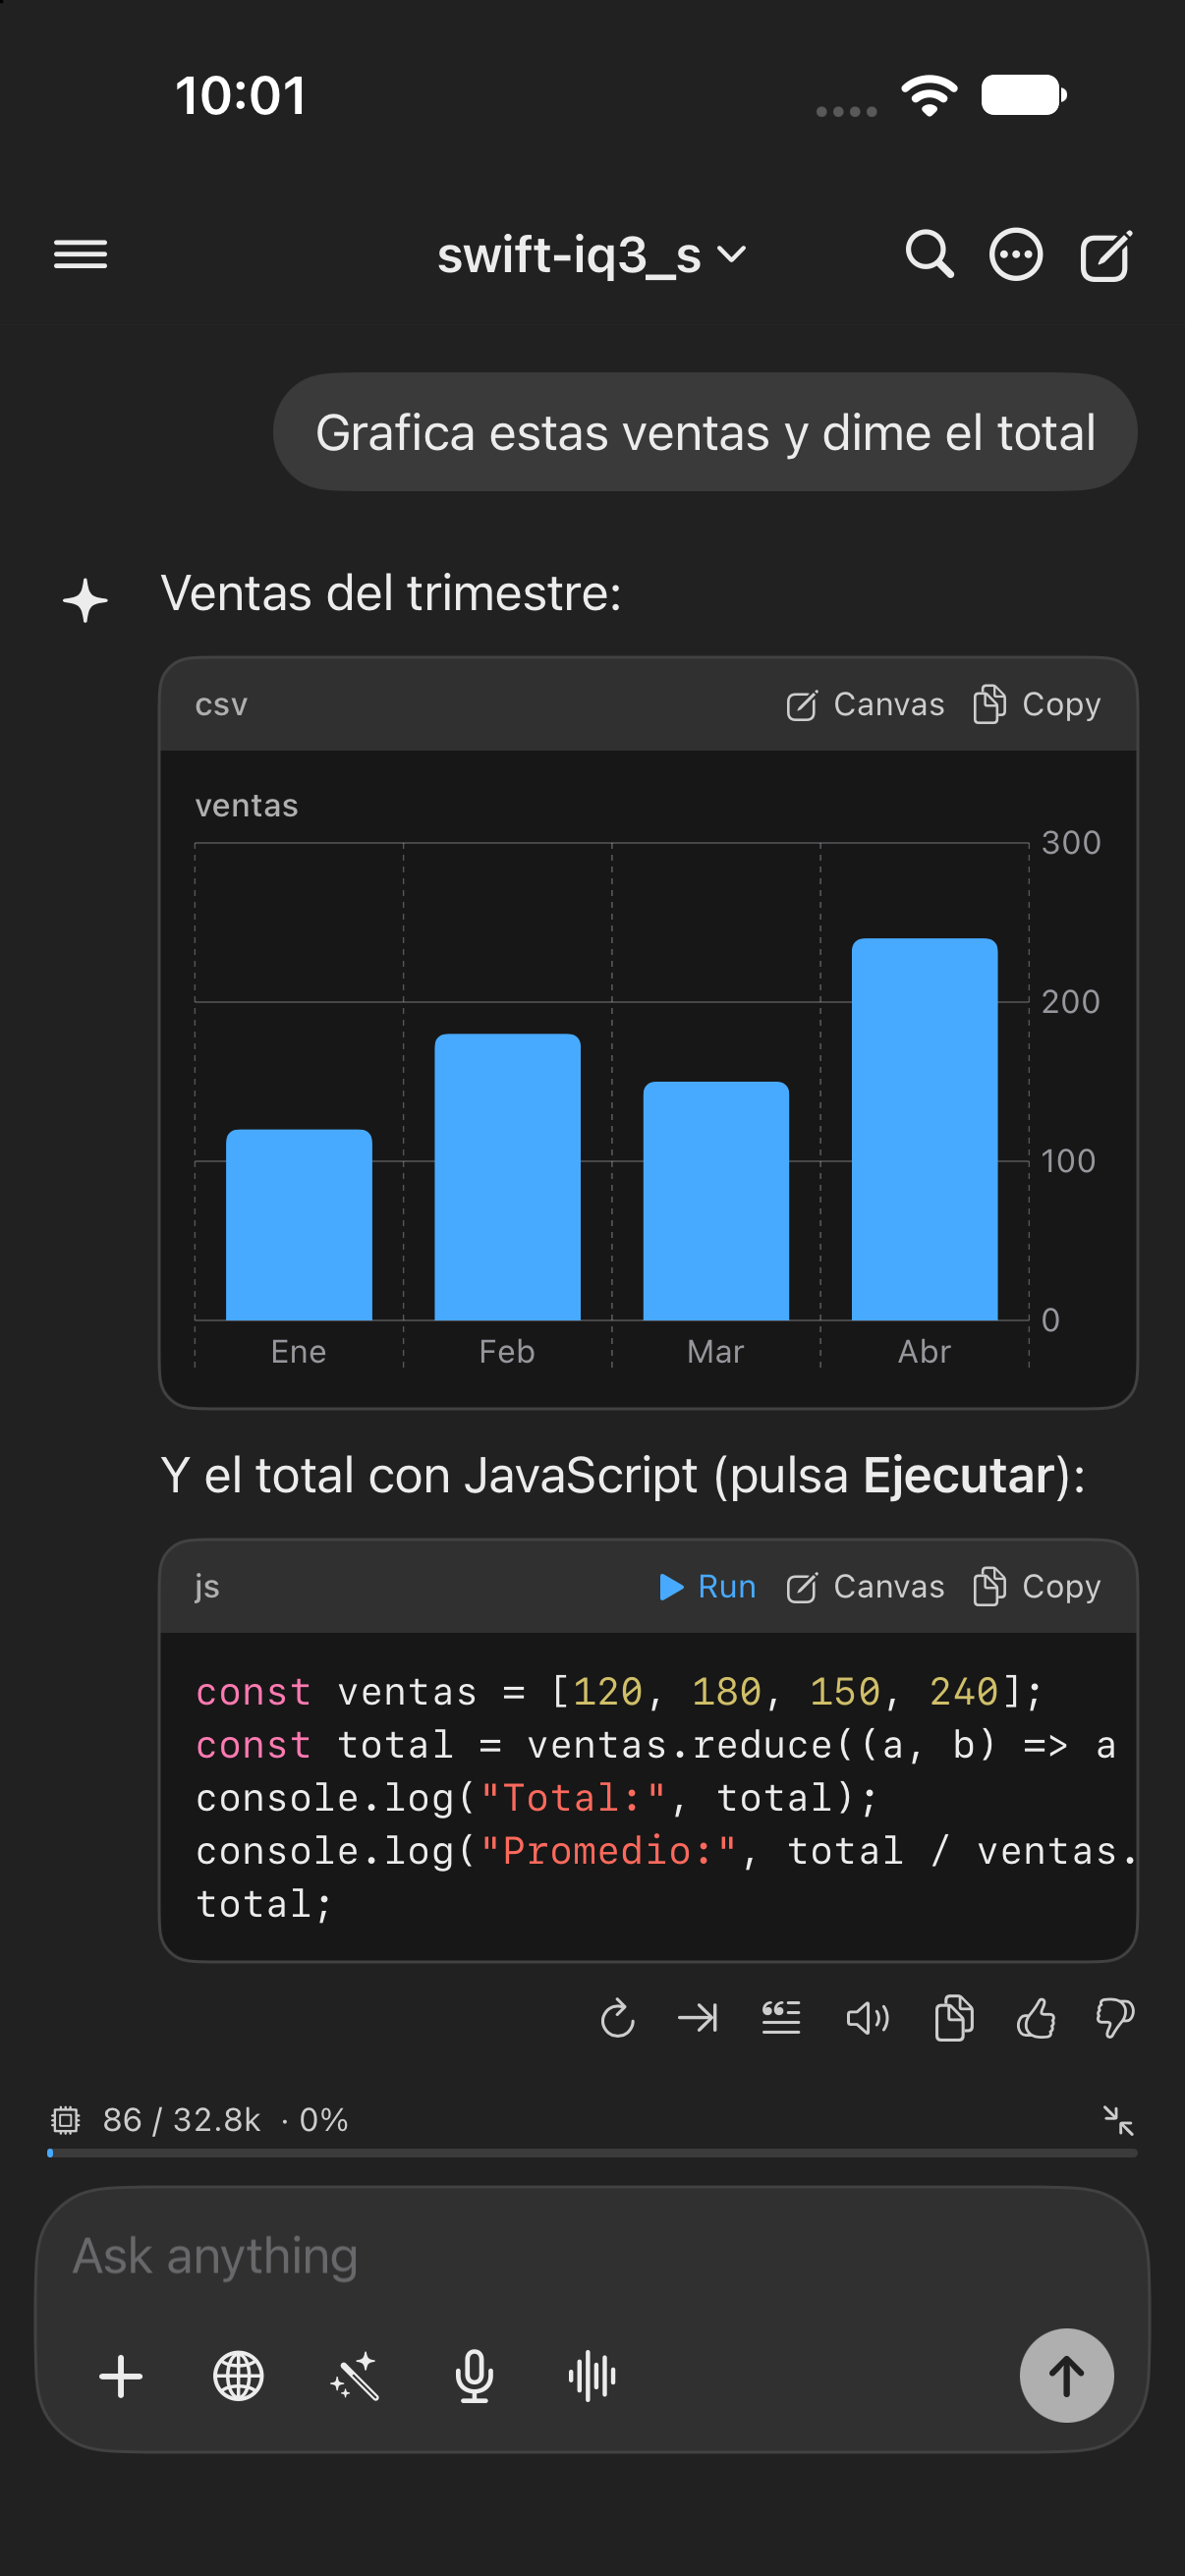 10:01
swift-iq3_s
Grafica estas ventas y dime el total
Ventas del trimestre:
csv Canvas Copy
ventas
300
200
100
0
Ene Feb Mar Abr
Y el total con JavaScript (pulsa Ejecutar):
js Run Canvas Copy
const ventas = [120, 180, 150, 240];
const total = ventas.reduce((a, b) => a
console.log("Total:", total);
console.log("Promedio:", total / ventas.
total;
86 / 32.8k · 0%
Ask anything